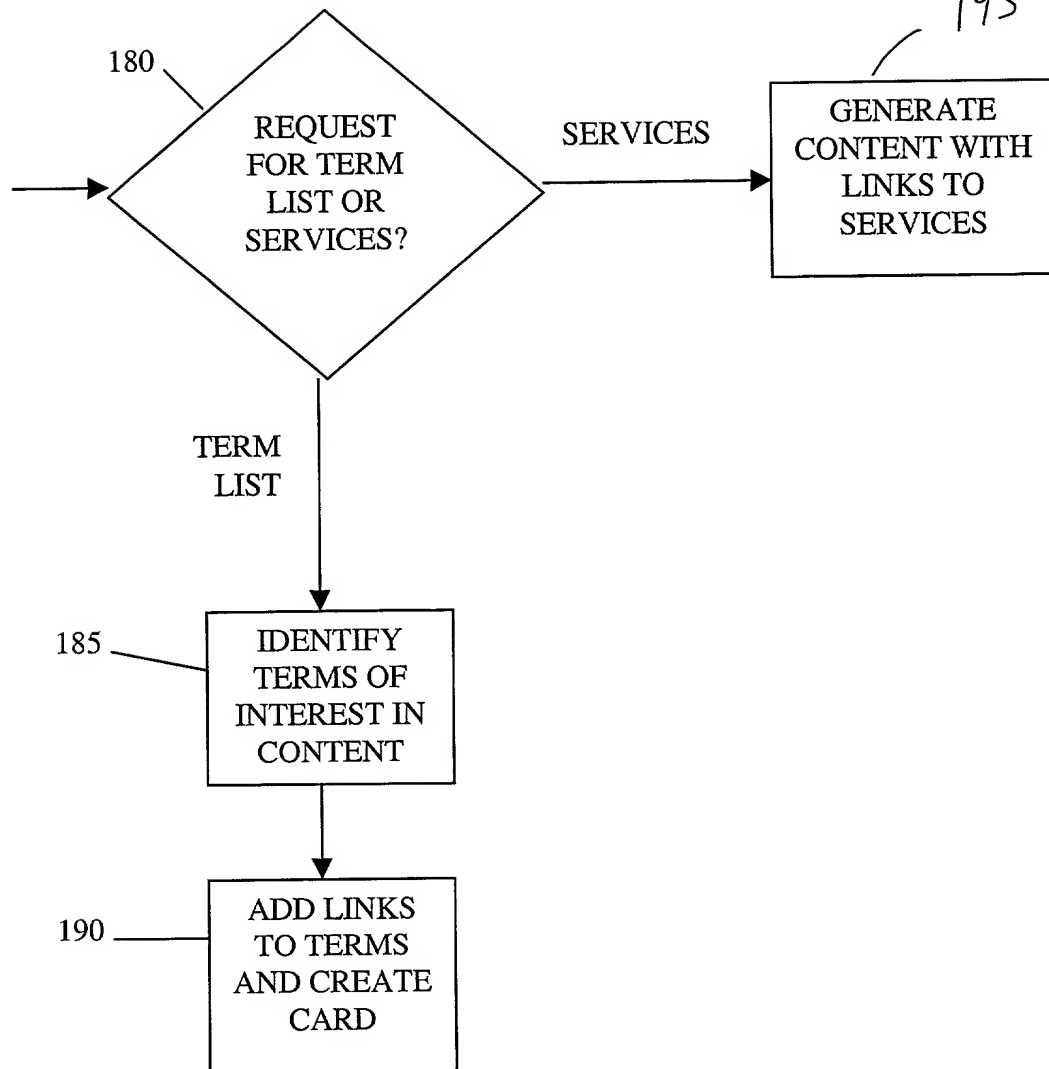 195
180
REQUEST
FOR TERM
LIST OR
SERVICES?
SERVICES
GENERATE
CONTENT WITH
LINKS TO
SERVICES
TERM
LIST
185
IDENTIFY
TERMS OF
INTEREST IN
CONTENT
190
ADD LINKS
TO TERMS
AND CREATE
CARD